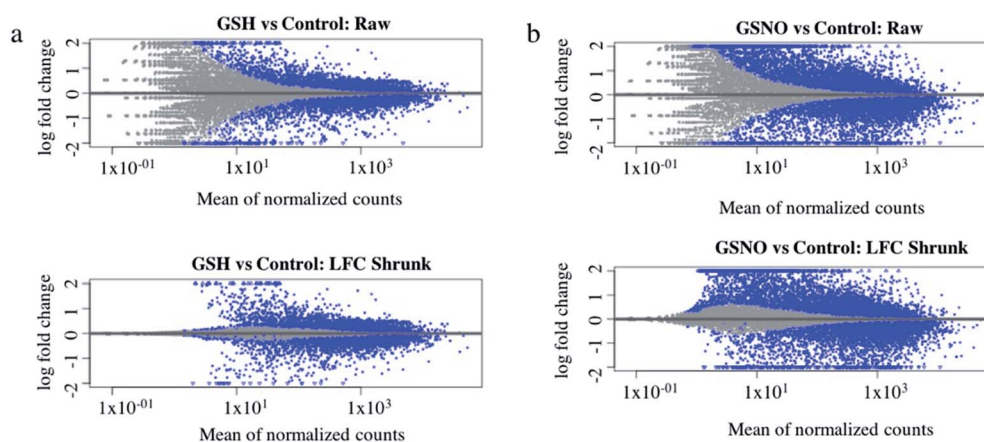 a
GSH vs Control: Raw
log fold change
2
1
0
-1
-2
1x10-01
1x101
1x103
Mean of normalized counts
b
GSNO vs Control: Raw
log fold change
2
1
0
-1
-2
1x10-01
1x101
1x103
Mean of normalized counts
GSH vs Control: LFC Shrunk
log fold change
2
1
0
-1
-2
1x10-01
1x101
1x103
Mean of normalized counts
GSNO vs Control: LFC Shrunk
log fold change
2
1
0
-1
-2
1x10-01
1x101
1x103
Mean of normalized counts